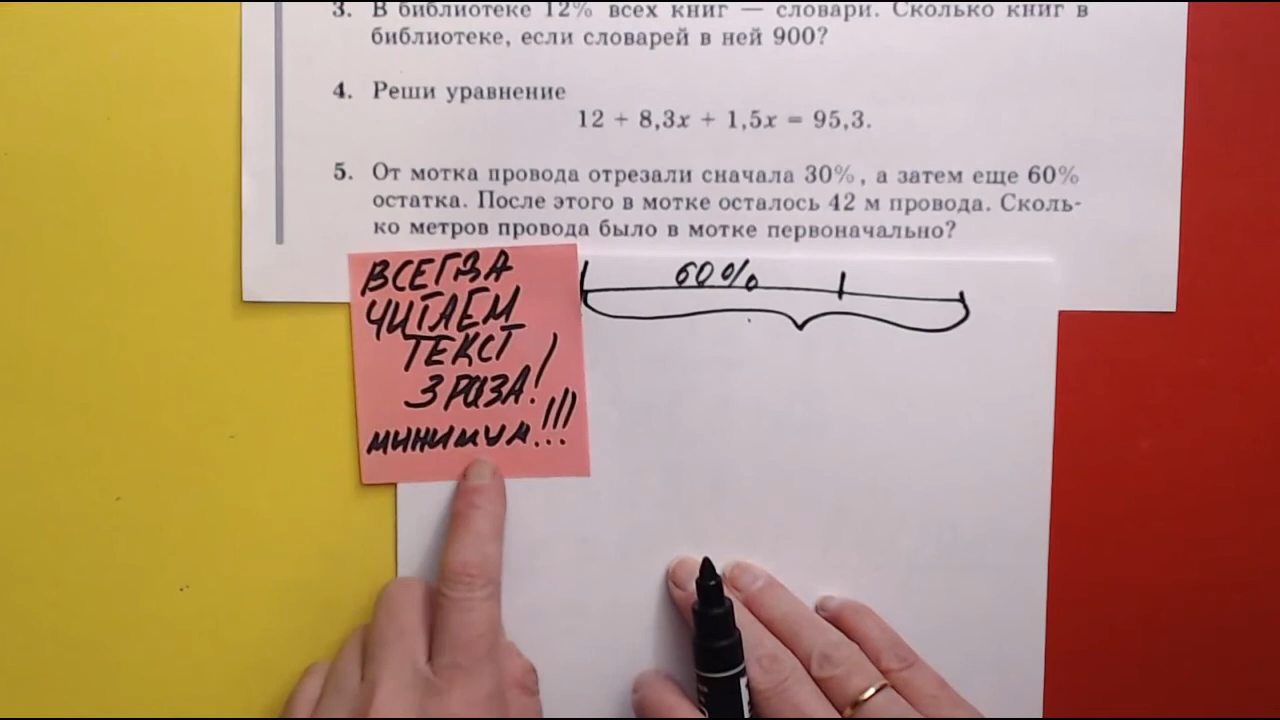 3. В библиотеке 12% всех книг — словари. Сколько книг в
библиотеке, если словарей в ней 900?
4. Реши уравнение
12 + 8,3x + 1,5x = 95,3.
5. От мотка провода отрезали сначала 30%, а затем еще 60%
остатка. После этого в мотке осталось 42 м провода. Сколь-
ко метров провода было в мотке первоначально?
ВСЕГДА
ЧИТАЕМ
ТЕКСТ
3 РАЗА!
МИНИМУМ...!!!
60%